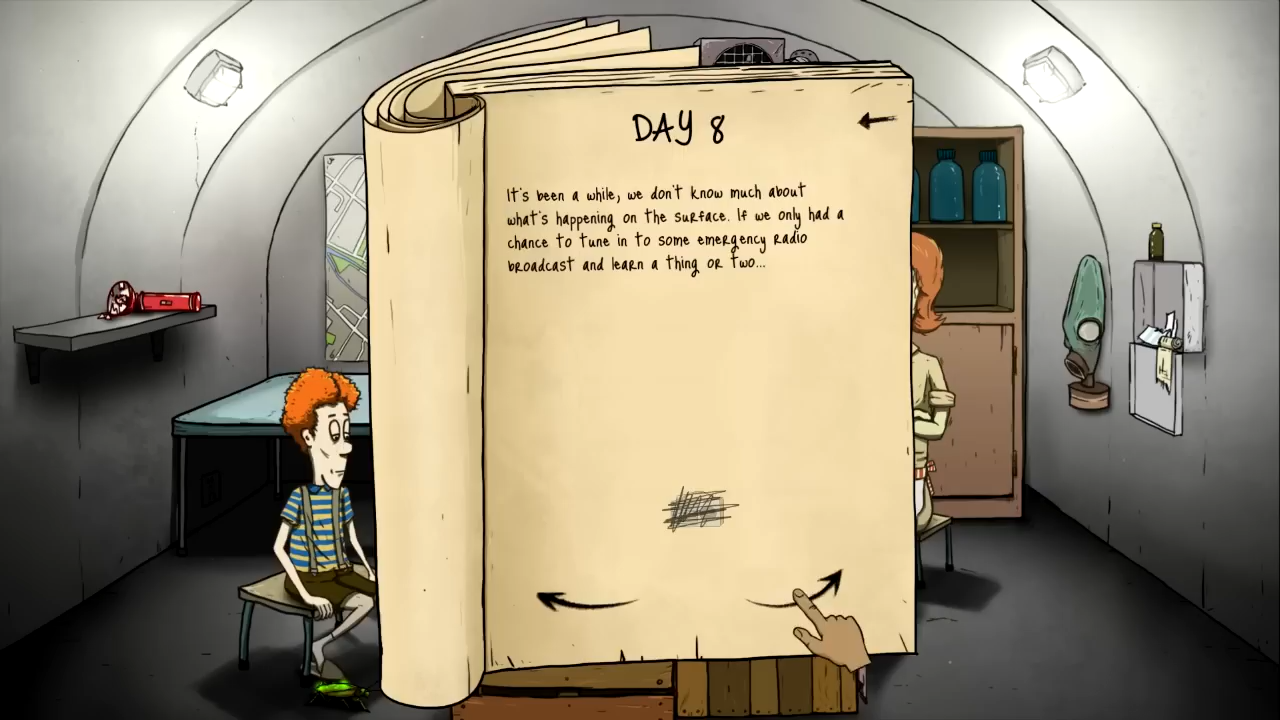 DAY 8
It's been a while, we don't know much about
what's happening on the surface. If we only had a
chance to tune in to some emergency radio
broadcast and learn a thing or two...